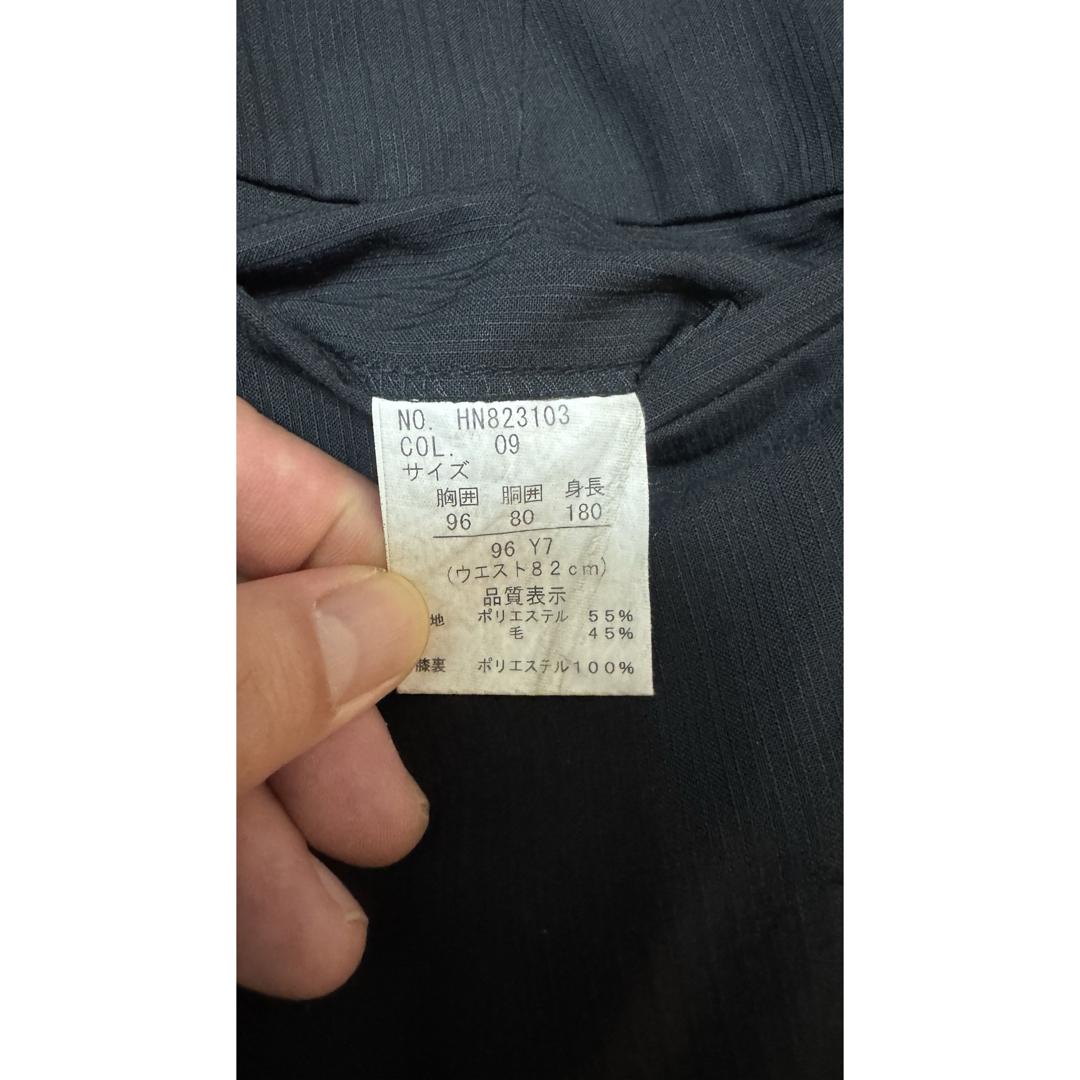 NO. HN823103
COL. 09
サイズ
胸囲 胴囲 身長
96 80 180
96 Y7
(ウエスト82cm)
品質表示
地 ポリエステル 55%
毛 45%
膝裏 ポリエステル100%